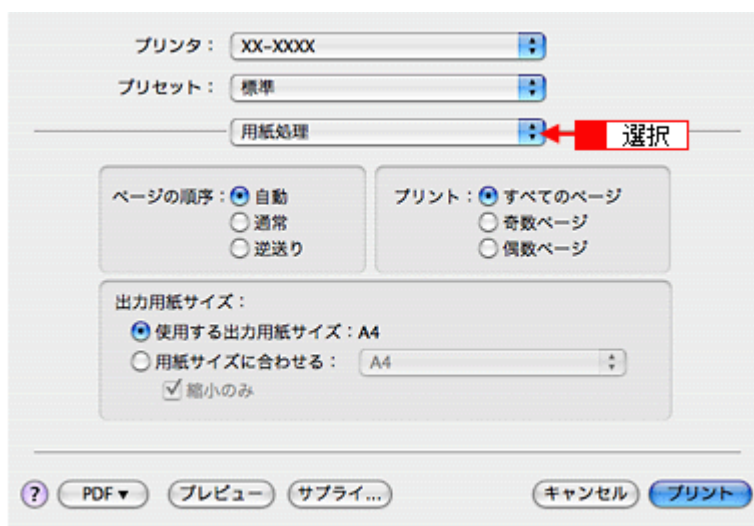 プリンタ： XX-XXXX
プリセット： 標準
用紙処理
選択
ページの順序： 自動
通常
逆送り
プリント： すべてのページ
奇数ページ
偶数ページ
出力用紙サイズ：
使用する出力用紙サイズ：A4
用紙サイズに合わせる： A4
縮小のみ
? PDF▼ プレビュー サプライ... キャンセル プリント